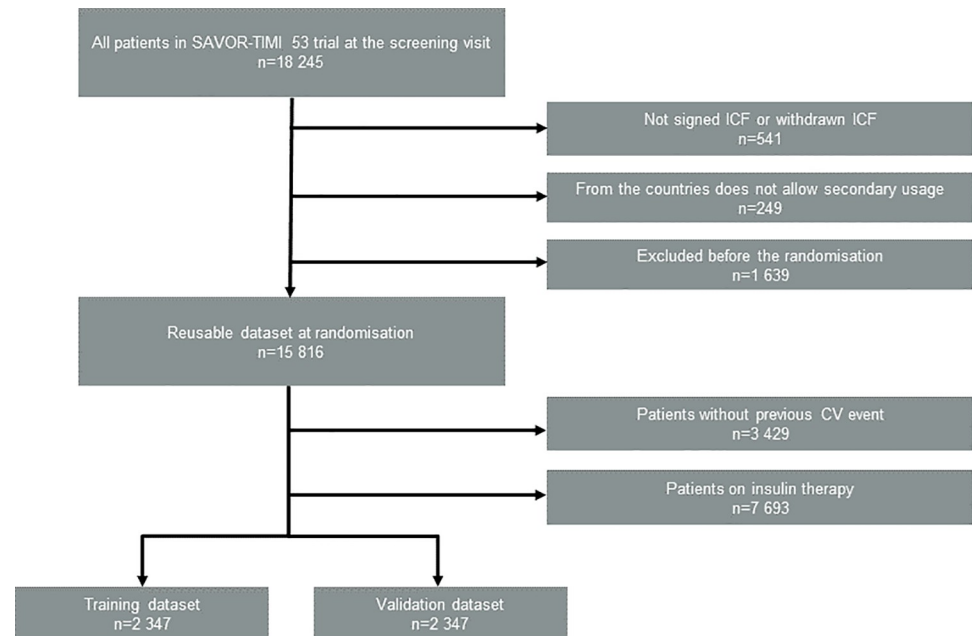 All patients in SAVOR-TIMI 53 trial at the screening visit
n=18 245
Not signed ICF or withdrawn ICF
n=541
From the countries does not allow secondary usage
n=249
Excluded before the randomisation
n=1 639
Reusable dataset at randomisation
n=15 816
Patients without previous CV event
n=3 429
Patients on insulin therapy
n=7 693
Training dataset
n=2 347
Validation dataset
n=2 347